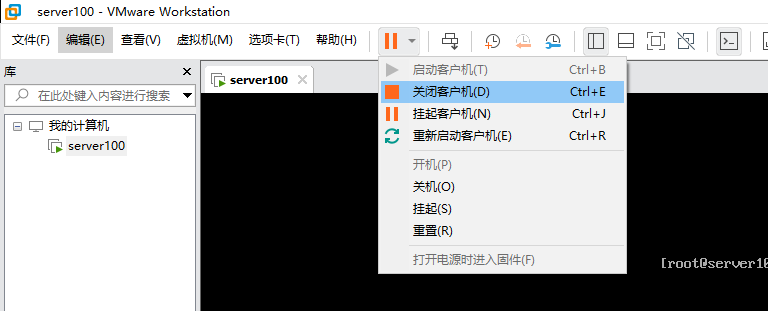 server100 - VMware Workstation
文件(F) 编辑(E) 查看(V) 虚拟机(M) 选项卡(T) 帮助(H)
库
在此处键入内容进行搜索
我的计算机
server100
server100
启动客户机(T) Ctrl+B
关闭客户机(D) Ctrl+E
挂起客户机(N) Ctrl+J
重新启动客户机(E) Ctrl+R
开机(P)
关机(O)
挂起(S)
重置(R)
打开电源时进入固件(F)
[root@server10